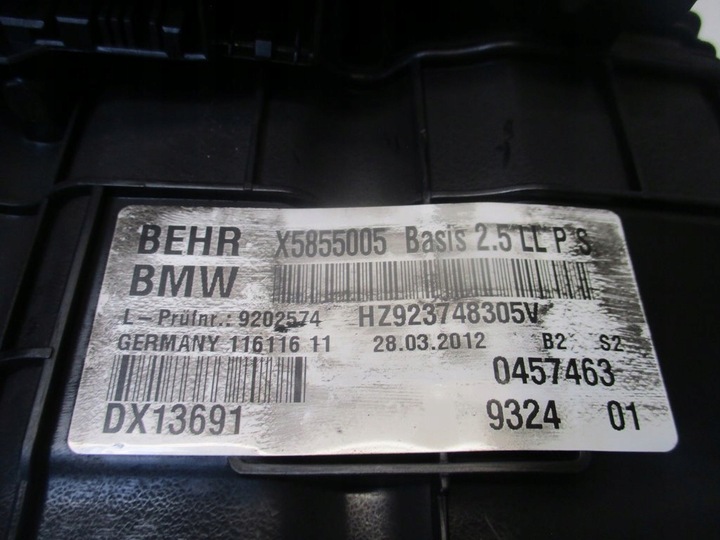 BEHR X5855005 Basis 2.5 LL P S
BMW
L-Prüfnr.: 9202574 HZ923748305V
GERMANY 116116 11 28.03.2012 B2 S2
0457463
DX13691 9324 01